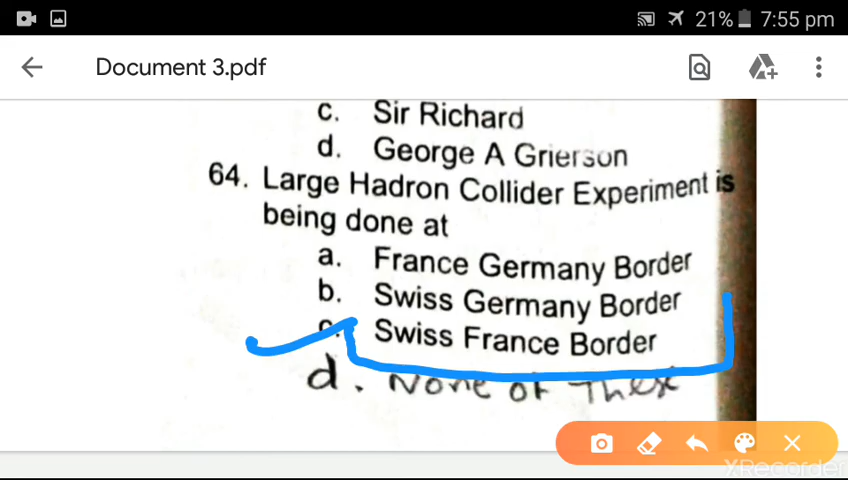 21% 7:55 pm
Document 3.pdf
c. Sir Richard
d. George A Grierson
64. Large Hadron Collider Experiment is
being done at
a. France Germany Border
b. Swiss Germany Border
c. Swiss France Border
d. None of These
XRecorder